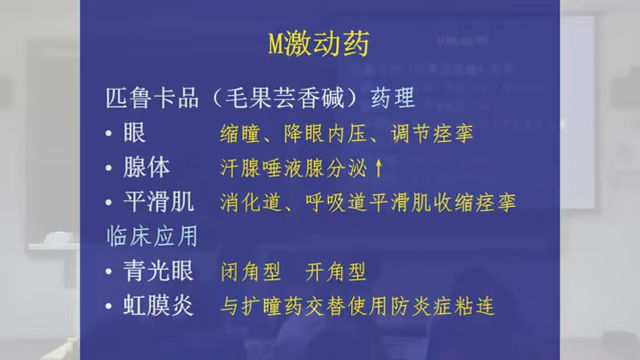 M激动药
匹鲁卡品（毛果芸香碱）药理
• 眼 缩瞳、降眼内压、调节痉挛
• 腺体 汗腺唾液腺分泌↑
• 平滑肌 消化道、呼吸道平滑肌收缩痉挛
临床应用
• 青光眼 闭角型 开角型
• 虹膜炎 与扩瞳药交替使用防炎症粘连